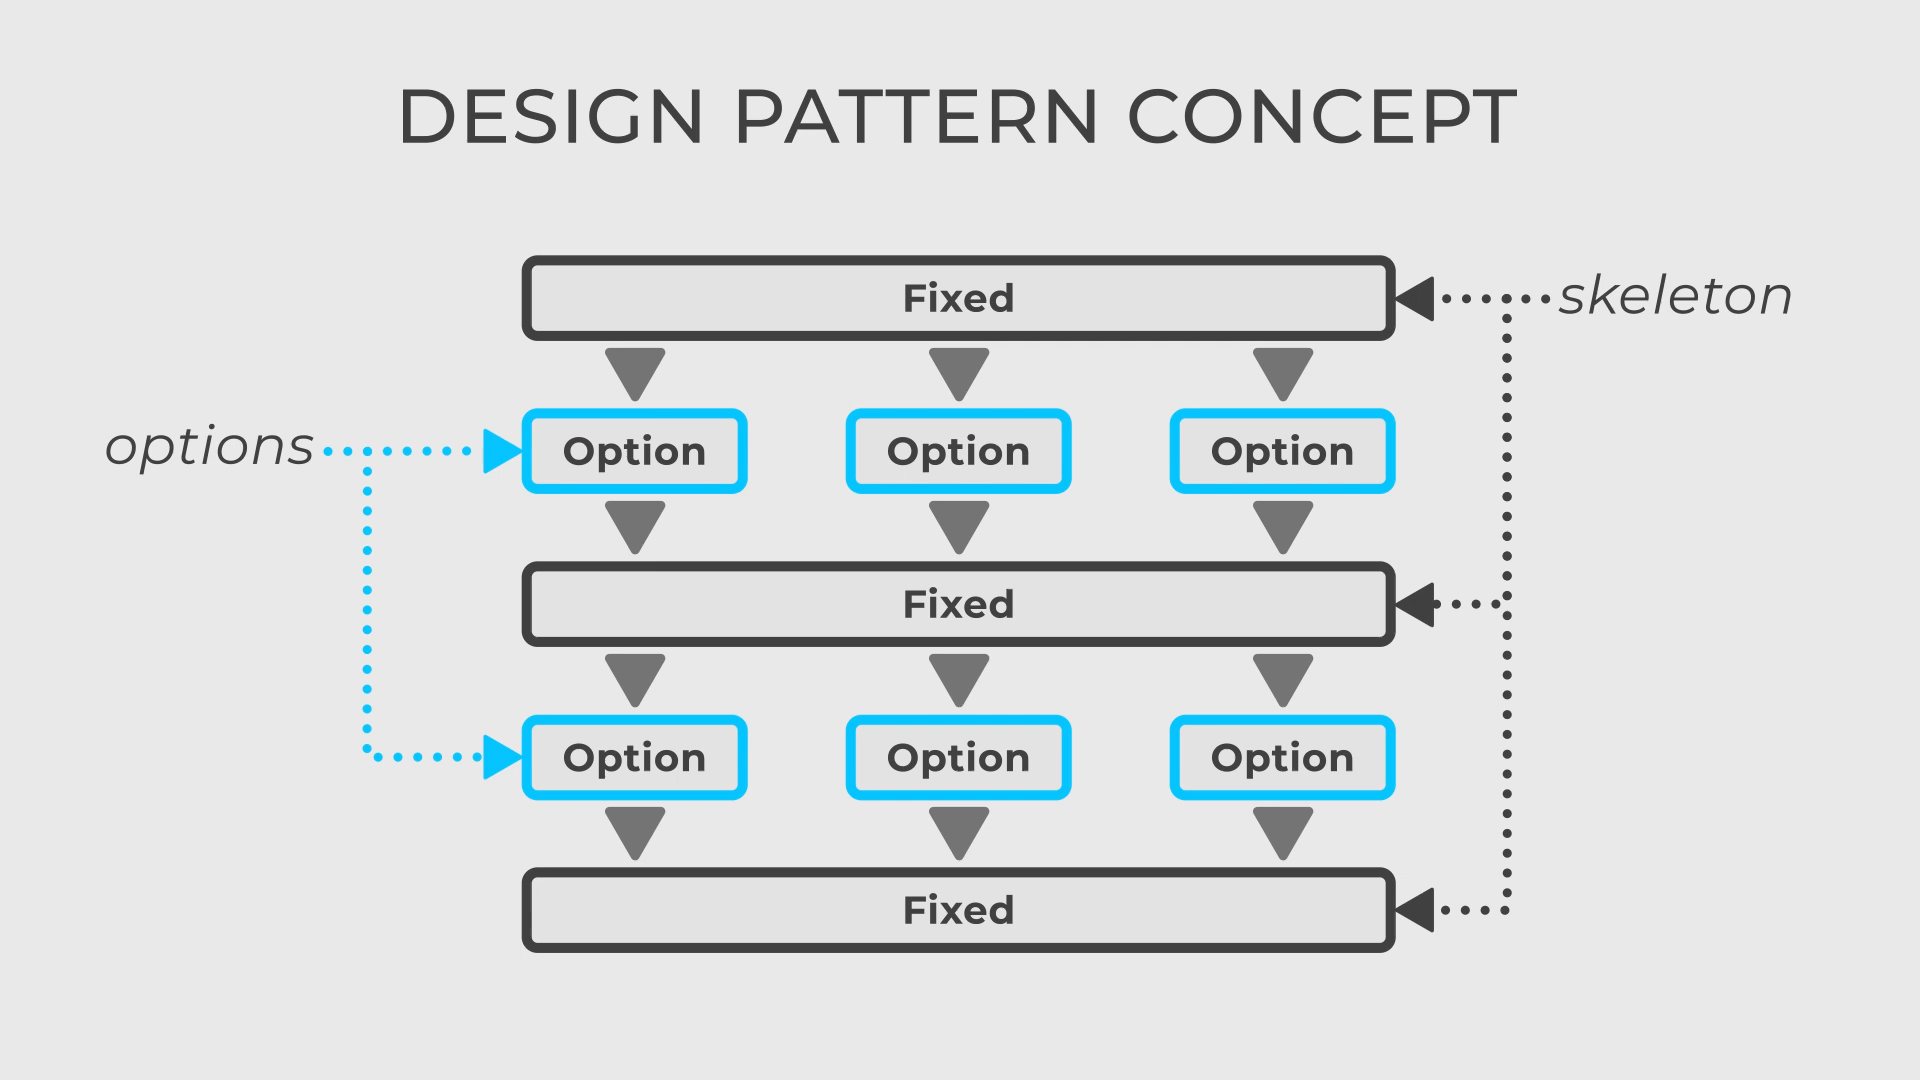 DESIGN PATTERN CONCEPT
Fixed
skeleton
options
Option Option Option
Fixed
Option Option Option
Fixed